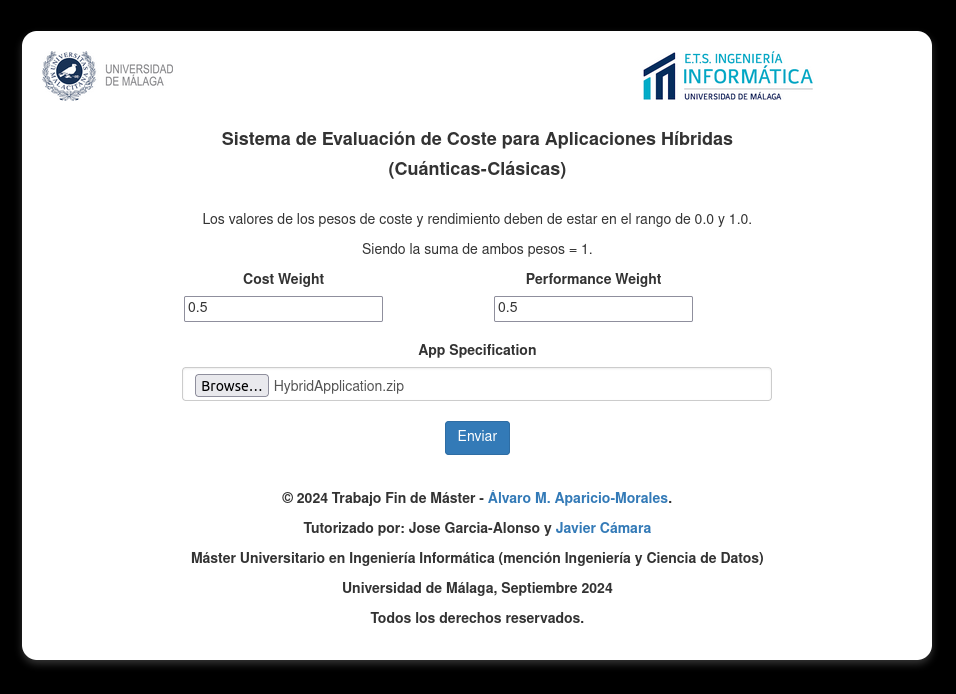 UNIVERSIDAD
DE MÁLAGA
E.T.S. INGENIERÍA
INFORMÁTICA
UNIVERSIDAD DE MÁLAGA
Sistema de Evaluación de Coste para Aplicaciones Híbridas
(Cuánticas-Clásicas)
Los valores de los pesos de coste y rendimiento deben de estar en el rango de 0.0 y 1.0.
Siendo la suma de ambos pesos = 1.
Cost Weight
Performance Weight
0.5
0.5
App Specification
Browse... HybridApplication.zip
Enviar
© 2024 Trabajo Fin de Máster - Álvaro M. Aparicio-Morales.
Tutorizado por: Jose Garcia-Alonso y Javier Cámara
Máster Universitario en Ingeniería Informática (mención Ingeniería y Ciencia de Datos)
Universidad de Málaga, Septiembre 2024
Todos los derechos reservados.